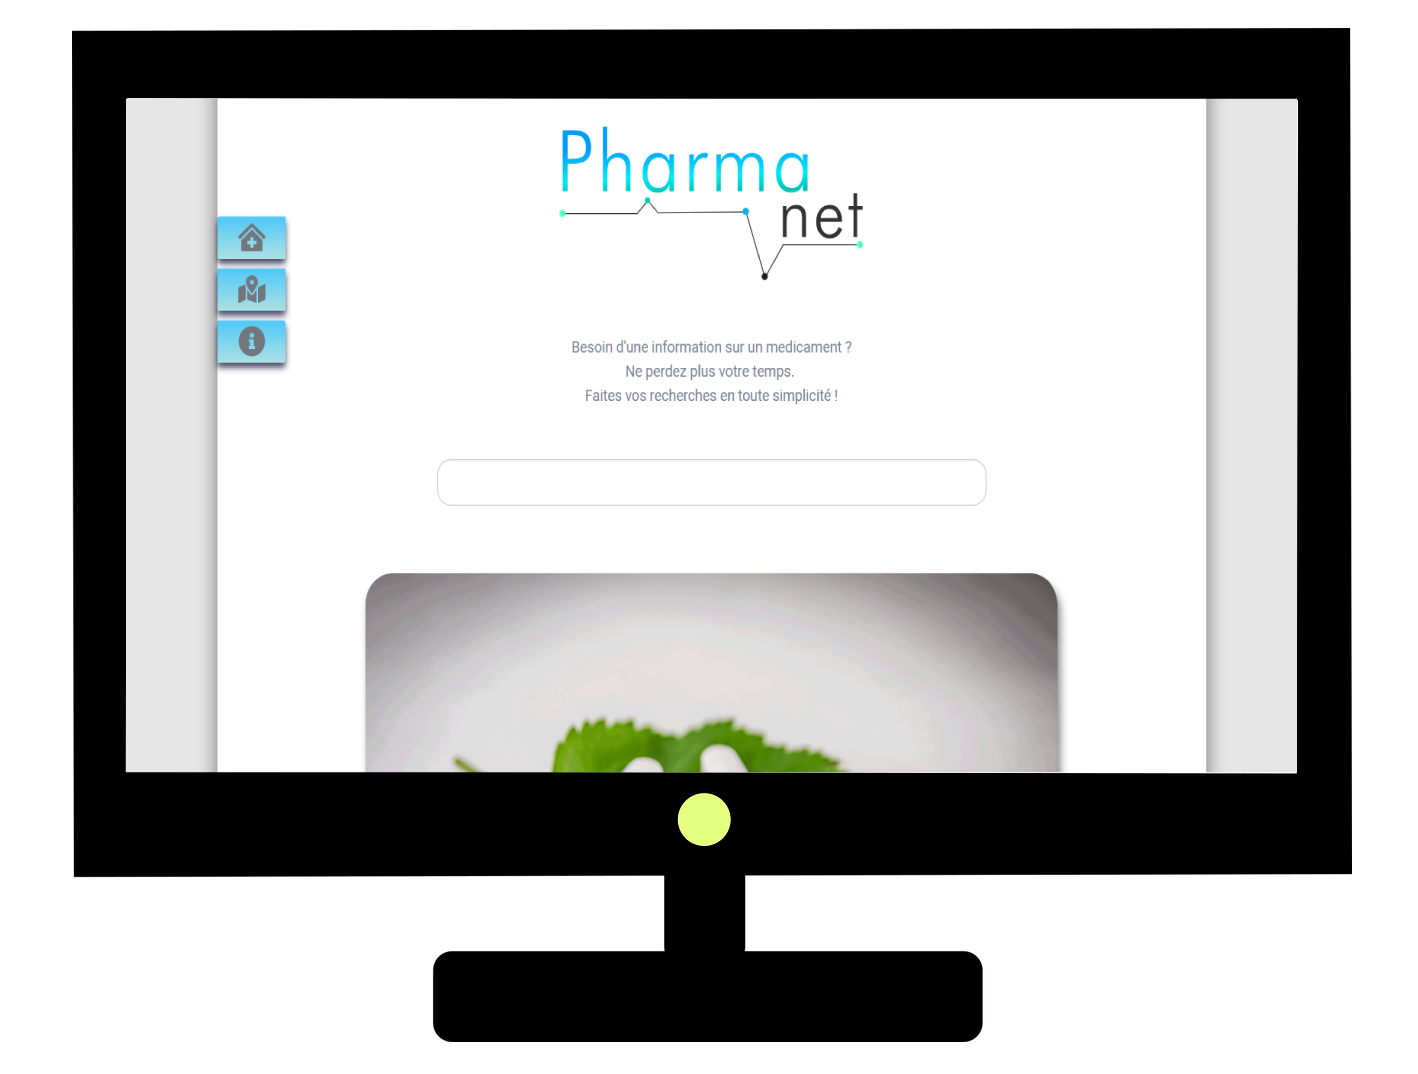 Pharma
net
Besoin d'une information sur un medicament ?
Ne perdez plus votre temps.
Faites vos recherches en toute simplicité !